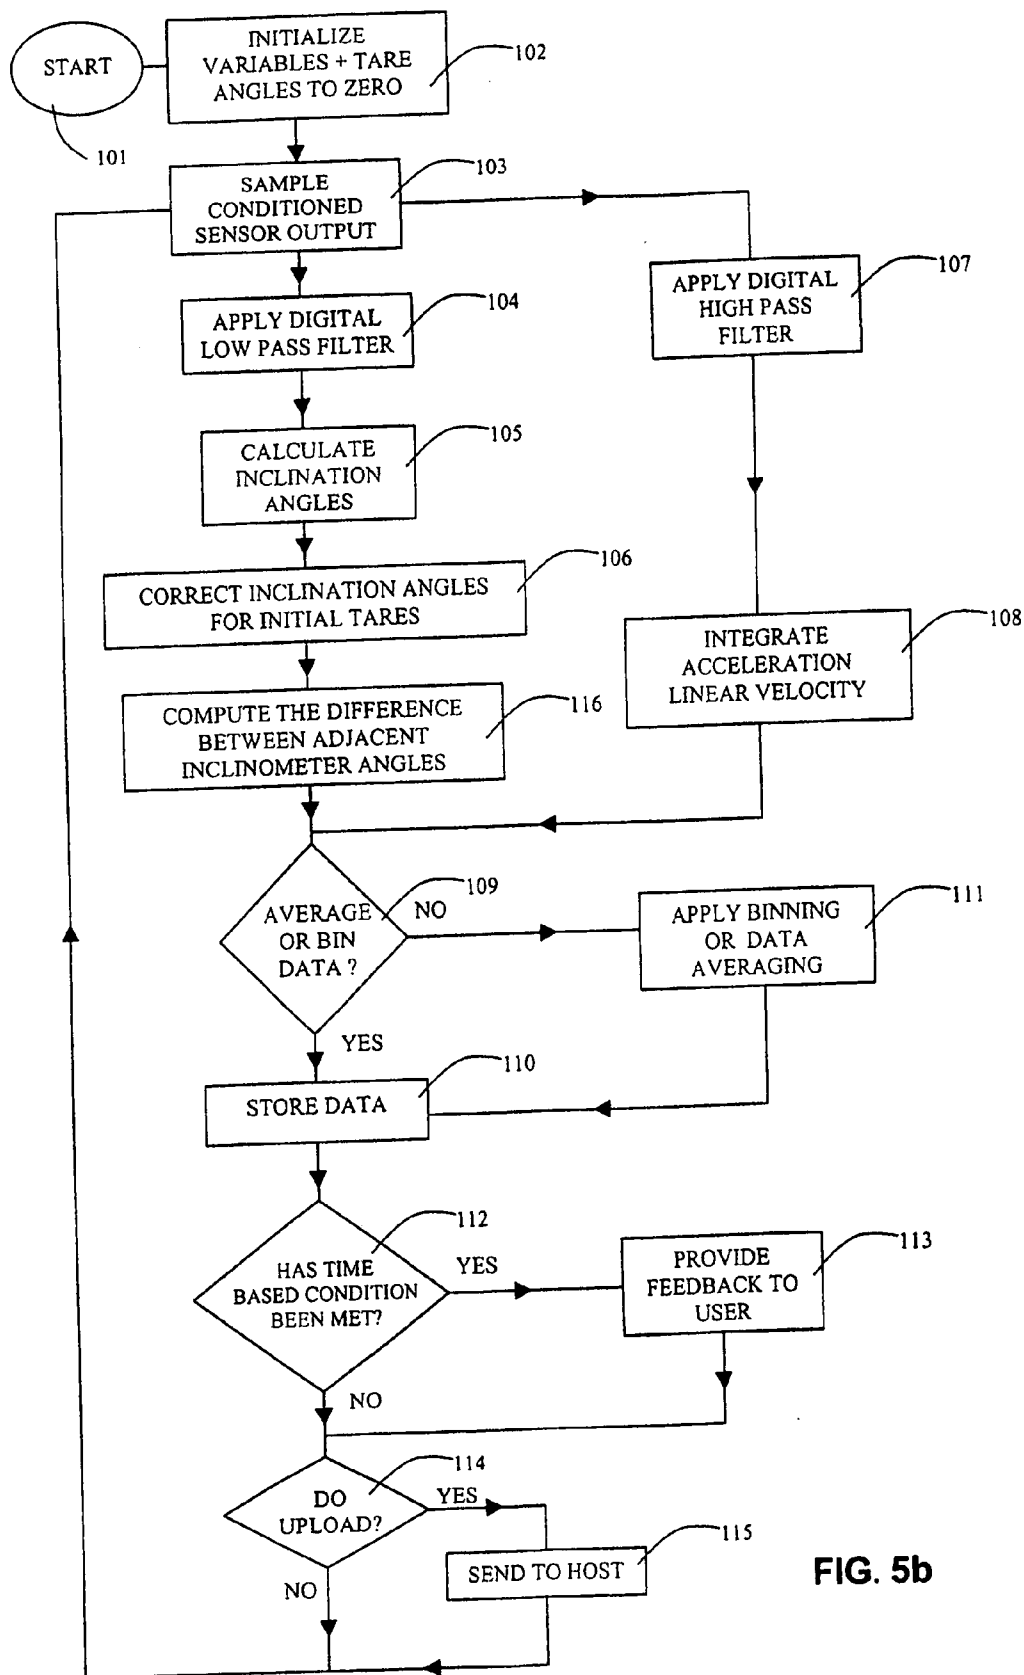 START
101
INITIALIZE
VARIABLES + TARE
ANGLES TO ZERO
102
SAMPLE
CONDITIONED
SENSOR OUTPUT
103
APPLY DIGITAL
LOW PASS FILTER
104
APPLY DIGITAL
HIGH PASS
FILTER
107
CALCULATE
INCLINATION
ANGLES
105
CORRECT INCLINATION ANGLES
FOR INITIAL TARES
106
INTEGRATE
ACCELERATION
LINEAR VELOCITY
108
COMPUTE THE DIFFERENCE
BETWEEN ADJACENT
INCLINOMETER ANGLES
116
AVERAGE
OR BIN
DATA ?
109
NO
APPLY BINNING
OR DATA
AVERAGING
111
YES
STORE DATA
110
HAS TIME
BASED CONDITION
BEEN MET?
112
YES
PROVIDE
FEEDBACK TO
USER
113
NO
DO
UPLOAD?
114
YES
SEND TO HOST
115
NO
FIG. 5b